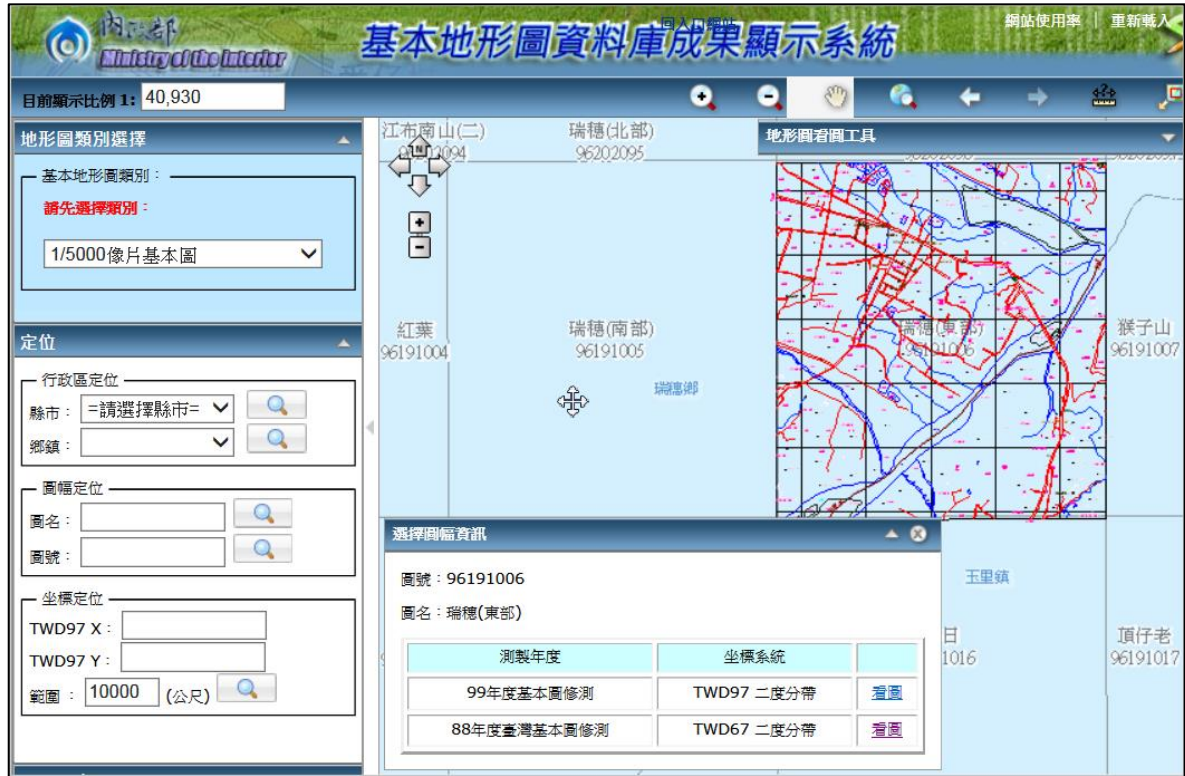 內政部
Ministry of the Interior
基本地形圖資料庫成果顯示系統
回入口網站
網站使用率 | 重新載入
目前顯示比例 1: 40,930
地形圖類別選擇
基本地形圖類別：
請先選擇類別：
1/5000像片基本圖
定位
行政區定位
縣市： =請選擇縣市=
鄉鎮：
圖幅定位
圖名：
圖號：
坐標定位
TWD97 X：
TWD97 Y：
範圍： 10000 (公尺)
江布南山(二)
瑞穗(北部)
96202095
地形圖看圖工具
紅葉
96191004
瑞穗(南部)
96191005
瑞穗(東部)
96191006
猴子山
96191007
瑞穗鄉
玉里鎮
1016
頂仔老
96191017
選擇圖幅資訊
圖號：96191006
圖名：瑞穗(東部)
測製年度 坐標系統
99年度基本圖修測 TWD97 二度分帶 看圖
88年度臺灣基本圖修測 TWD67 二度分帶 看圖